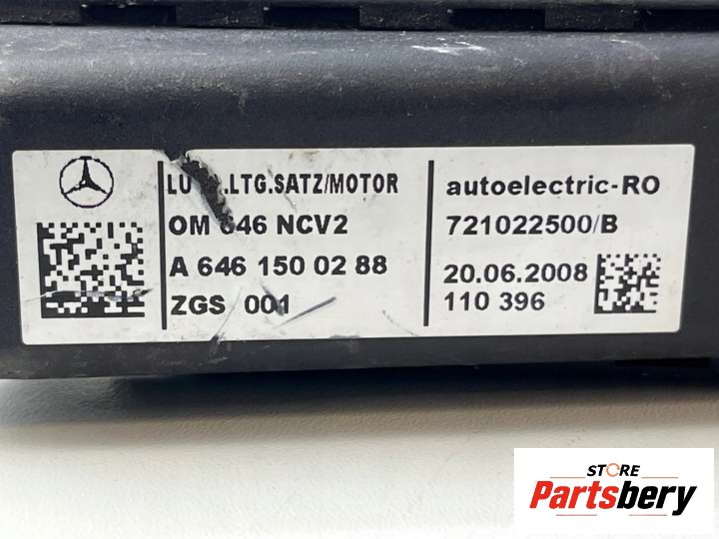 LTG.SATZ/MOTOR
OM 646 NCV2
A 646 150 02 88
ZGS 001
autoelectric-RO
721022500/B
20.06.2008
110 396
STORE
Partsbery